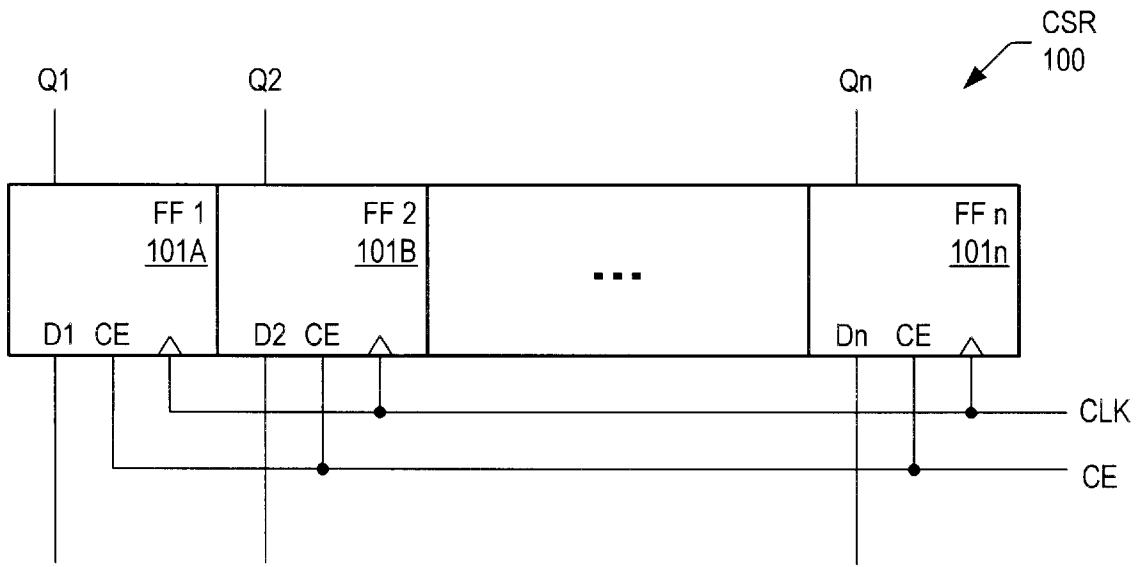 CSR
100
Q1 Q2 Qn
FF 1 FF 2 FF n
101A 101B ... 101n
D1 CE D2 CE Dn CE
CLK
CE